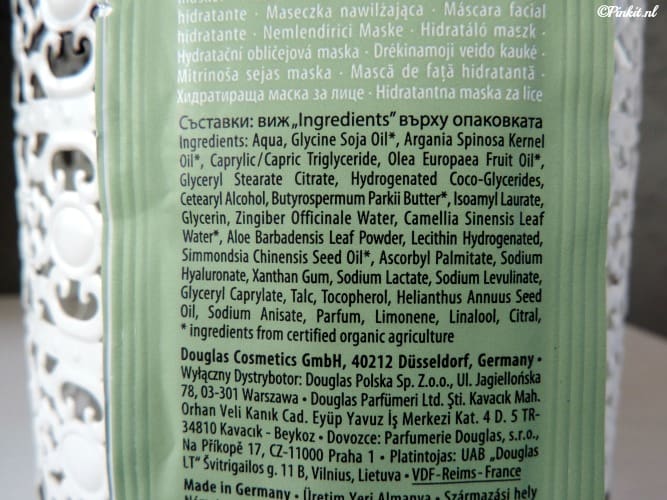 ©Pinkit.nl
hidratante · Maseczka nawilżająca · Máscara facial
hidratante · Nemlendirici Maske · Hidratáló maszk ·
Hydratační obličejová maska · Drėkinamoji veido kaukė ·
Mitrinoša sejas maska · Mască de față hidratantă ·
Хидратираща маска за лице · Hidratantna maska za lice
Съставки: виж „Ingredients" върху опаковката
Ingredients: Aqua, Glycine Soja Oil*, Argania Spinosa Kernel
Oil*, Caprylic/Capric Triglyceride, Olea Europaea Fruit Oil*,
Glyceryl Stearate Citrate, Hydrogenated Coco-Glycerides,
Cetearyl Alcohol, Butyrospermum Parkii Butter*, Isoamyl Laurate,
Glycerin, Zingiber Officinale Water, Camellia Sinensis Leaf
Water*, Aloe Barbadensis Leaf Powder, Lecithin Hydrogenated,
Simmondsia Chinensis Seed Oil*, Ascorbyl Palmitate, Sodium
Hyaluronate, Xanthan Gum, Sodium Lactate, Sodium Levulinate,
Glyceryl Caprylate, Talc, Tocopherol, Helianthus Annuus Seed
Oil, Sodium Anisate, Parfum, Limonene, Linalool, Citral,
* ingredients from certified organic agriculture
Douglas Cosmetics GmbH, 40212 Düsseldorf, Germany •
Wyłączny Dystrybotor: Douglas Polska Sp. Z.o.o., Ul. Jagiellońska
78, 03-301 Warszawa • Douglas Parfümeri Ltd. Şti. Kavacık Mah.
Orhan Veli Kanık Cad. Eyüp Yavuz İş Merkezi Kat. 4 D. 5 TR-
34810 Kavacık - Beykoz • Dovozce: Parfumerie Douglas, s.r.o.,
Na Příkopě 17, CZ-11000 Praha 1 • Platintojas: UAB „Douglas
LT" Švitrigailos g. 11 B, Vilnius, Lietuva • VDF-Reims-France
Made in Germany • Üretim Yeri Almanya • Származási hely